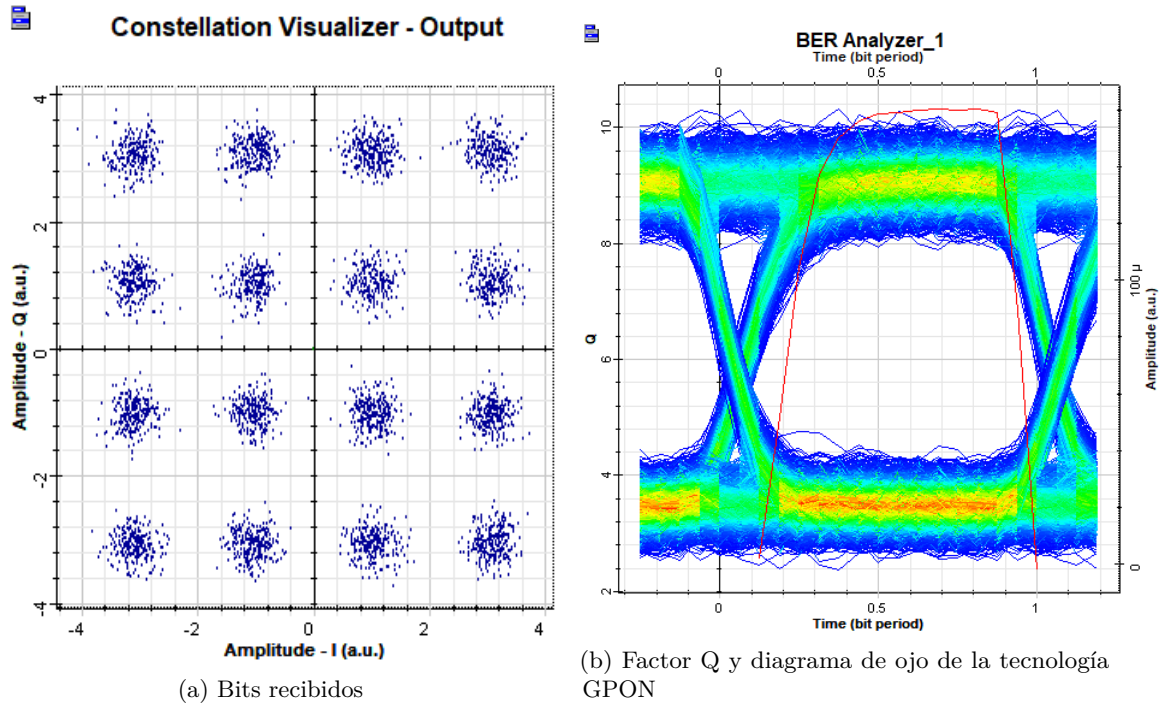 Constellation Visualizer - Output
Amplitude - Q (a.u.)
4
2
0
-2
-4
-4
-2
0
2
4
Amplitude - I (a.u.)
(a) Bits recibidos
BER Analyzer_1
Time (bit period)
0
0.5
1
Q
10
8
6
4
2
100 µ
0
Amplitude (a.u.)
0
0.5
1
Time (bit period)
(b) Factor Q y diagrama de ojo de la tecnología
GPON